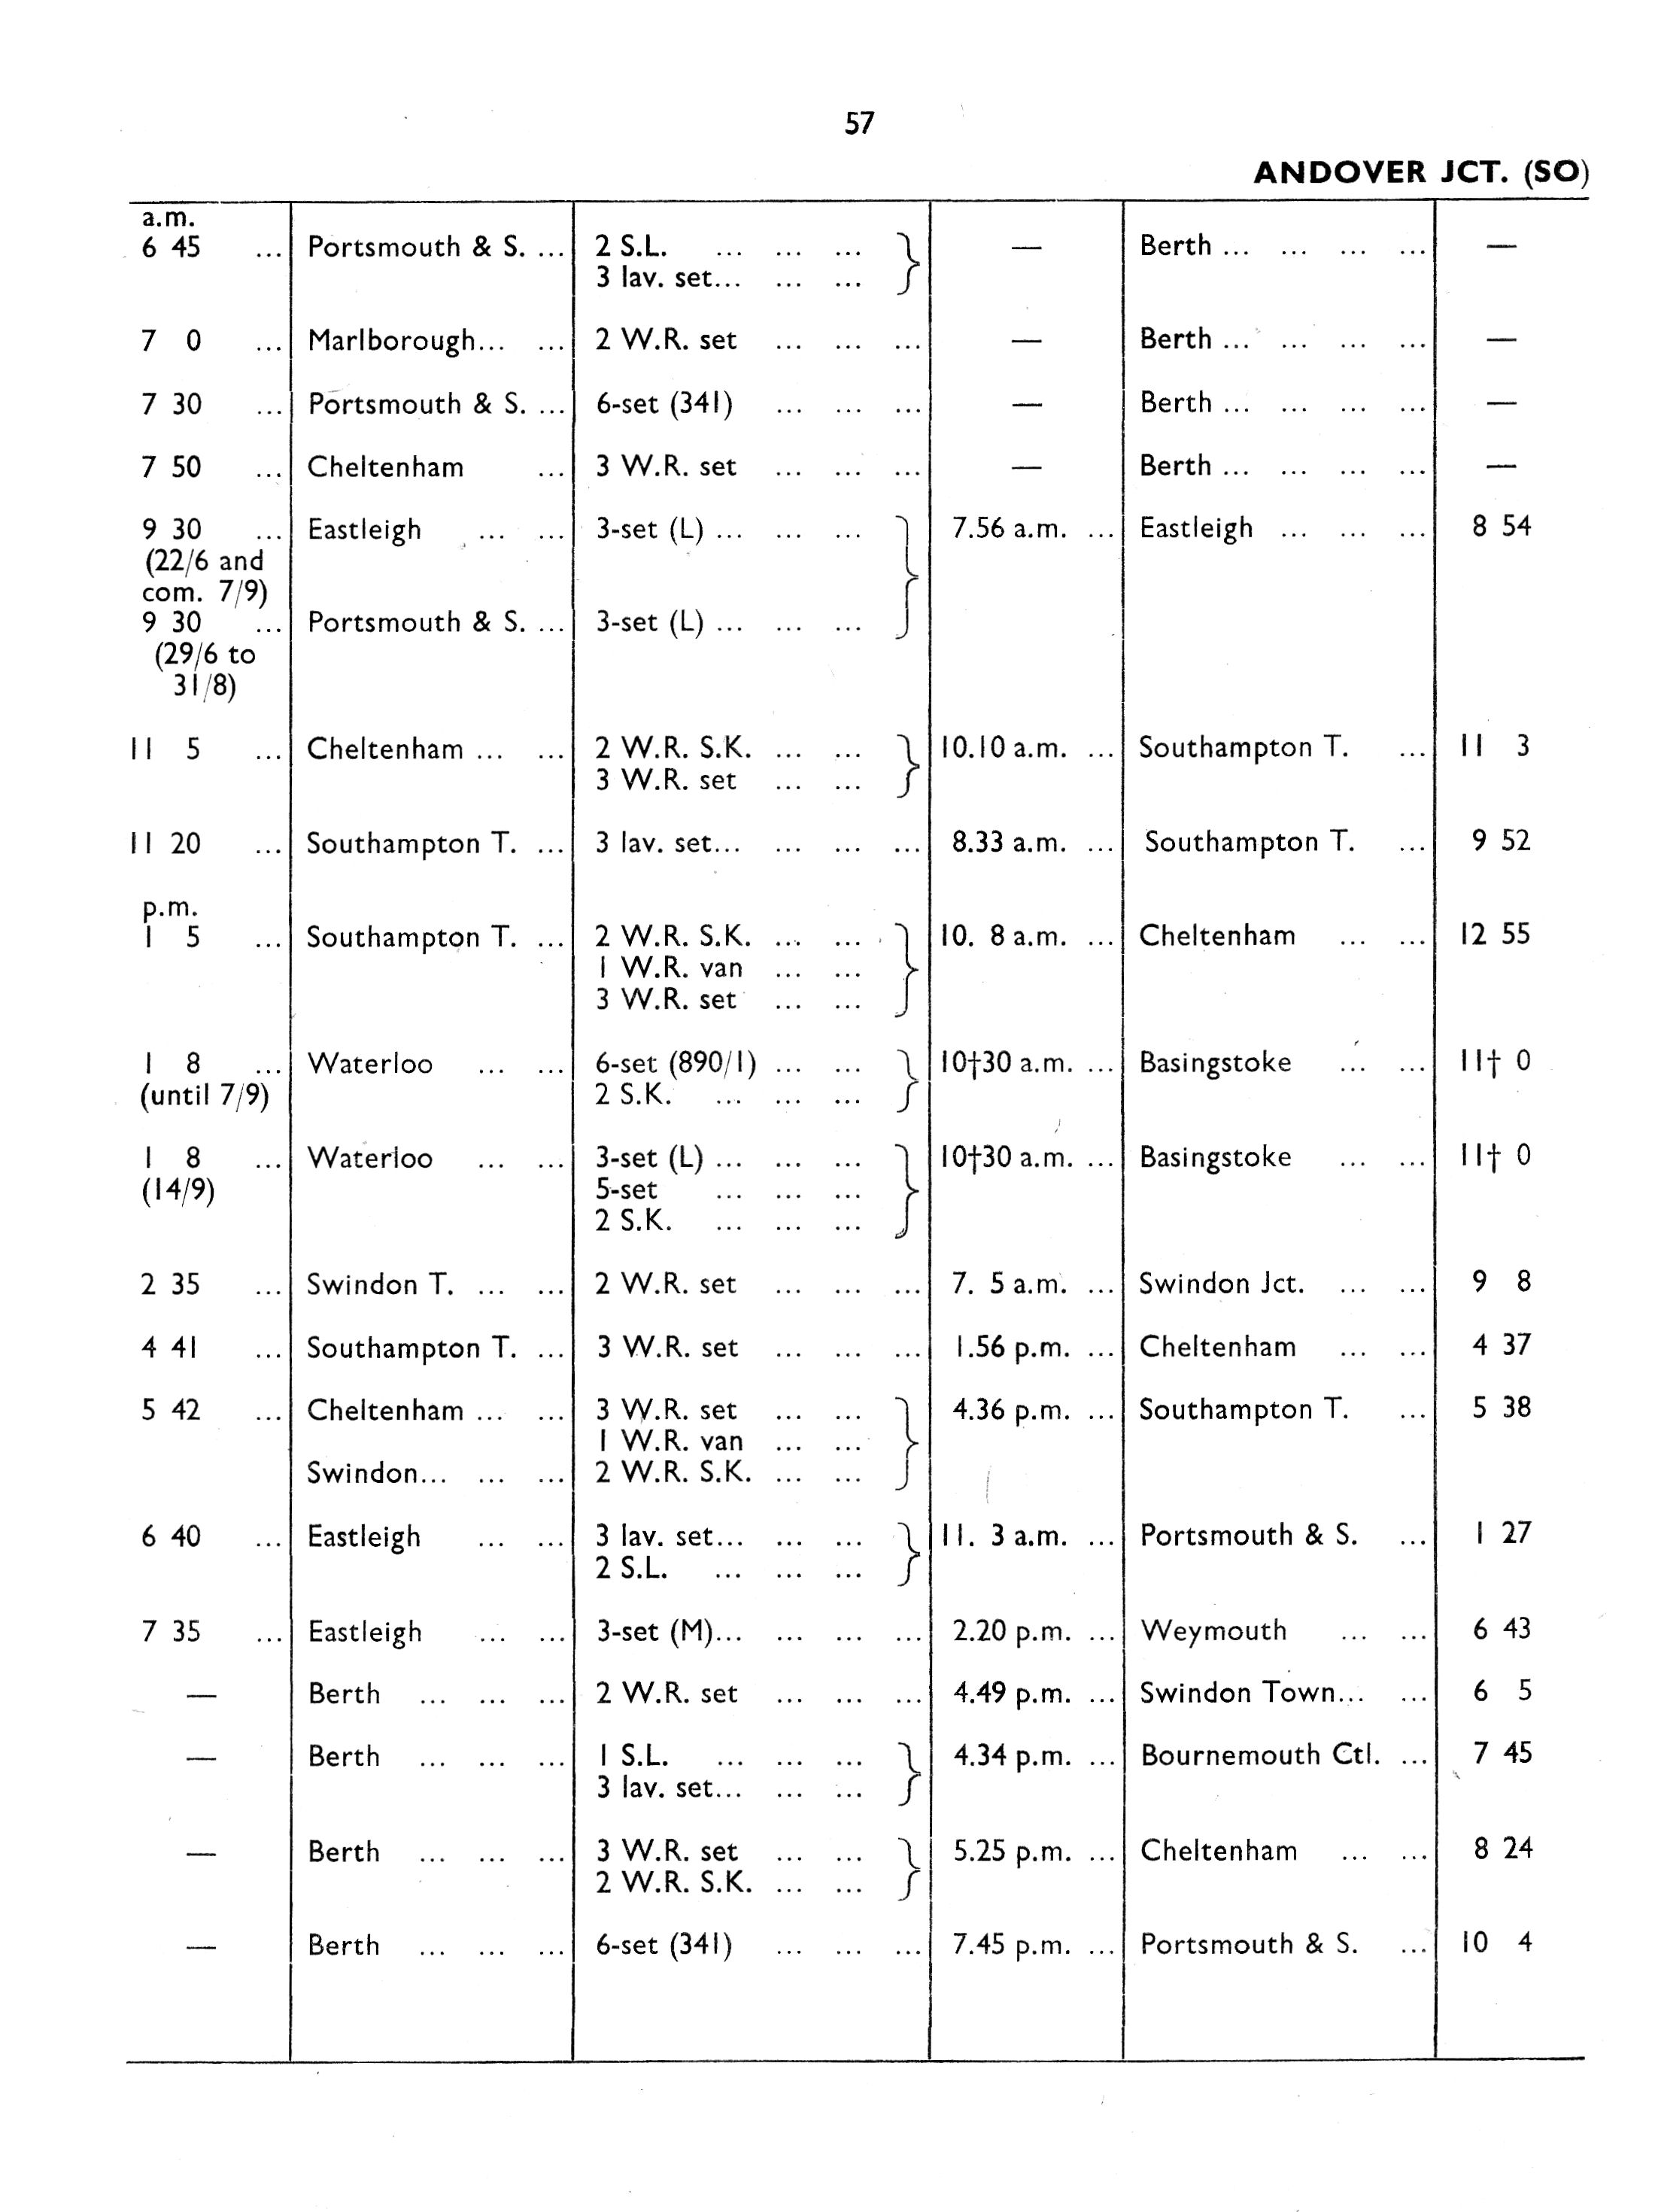 57
ANDOVER JCT. (SO)
a.m.
6 45 ... Portsmouth & S. ... 2 S.L. ... ... ... } — Berth ... ... ... ... —
3 lav. set... ... ...
7 0 ... Marlborough... ... 2 W.R. set ... ... ... — Berth ... ... ... ... —
7 30 ... Portsmouth & S. ... 6-set (341) ... ... ... — Berth ... ... ... ... —
7 50 ... Cheltenham ... 3 W.R. set ... ... ... — Berth ... ... ... ... —
9 30 ... Eastleigh ... ... 3-set (L) ... ... ... } 7.56 a.m. ... Eastleigh ... ... ... 8 54
(22/6 and
com. 7/9)
9 30 ... Portsmouth & S. ... 3-set (L) ... ... ...
(29/6 to
31/8)
11 5 ... Cheltenham ... ... 2 W.R. S.K. ... ... } 10.10 a.m. ... Southampton T. ... 11 3
3 W.R. set ... ...
11 20 ... Southampton T. ... 3 lav. set... ... ... ... 8.33 a.m. ... Southampton T. ... 9 52
p.m.
1 5 ... Southampton T. ... 2 W.R. S.K. ... ... } 10. 8 a.m. ... Cheltenham ... ... 12 55
1 W.R. van ... ...
3 W.R. set ... ...
1 8 ... Waterloo ... ... 6-set (890/1) ... ... } 10†30 a.m. ... Basingstoke ... ... 11† 0
(until 7/9) 2 S.K. ... ... ...
1 8 ... Waterloo ... ... 3-set (L) ... ... ... } 10†30 a.m. ... Basingstoke ... ... 11† 0
(14/9) 5-set ... ... ...
2 S.K. ... ... ...
2 35 ... Swindon T. ... ... 2 W.R. set ... ... ... 7. 5 a.m. ... Swindon Jct. ... ... 9 8
4 41 ... Southampton T. ... 3 W.R. set ... ... ... 1.56 p.m. ... Cheltenham ... ... 4 37
5 42 ... Cheltenham ... ... 3 W.R. set ... ... } 4.36 p.m. ... Southampton T. ... 5 38
1 W.R. van ... ...
Swindon... ... ... 2 W.R. S.K. ... ...
6 40 ... Eastleigh ... ... 3 lav. set... ... ... } 11. 3 a.m. ... Portsmouth & S. ... 1 27
2 S.L. ... ... ...
7 35 ... Eastleigh ... ... 3-set (M)... ... ... ... 2.20 p.m. ... Weymouth ... ... 6 43
— Berth ... ... ... 2 W.R. set ... ... ... 4.49 p.m. ... Swindon Town... ... 6 5
— Berth ... ... ... 1 S.L. ... ... ... } 4.34 p.m. ... Bournemouth Ctl. ... 7 45
3 lav. set... ... ...
— Berth ... ... ... 3 W.R. set ... ... } 5.25 p.m. ... Cheltenham ... ... 8 24
2 W.R. S.K. ... ...
— Berth ... ... ... 6-set (341) ... ... ... 7.45 p.m. ... Portsmouth & S. ... 10 4